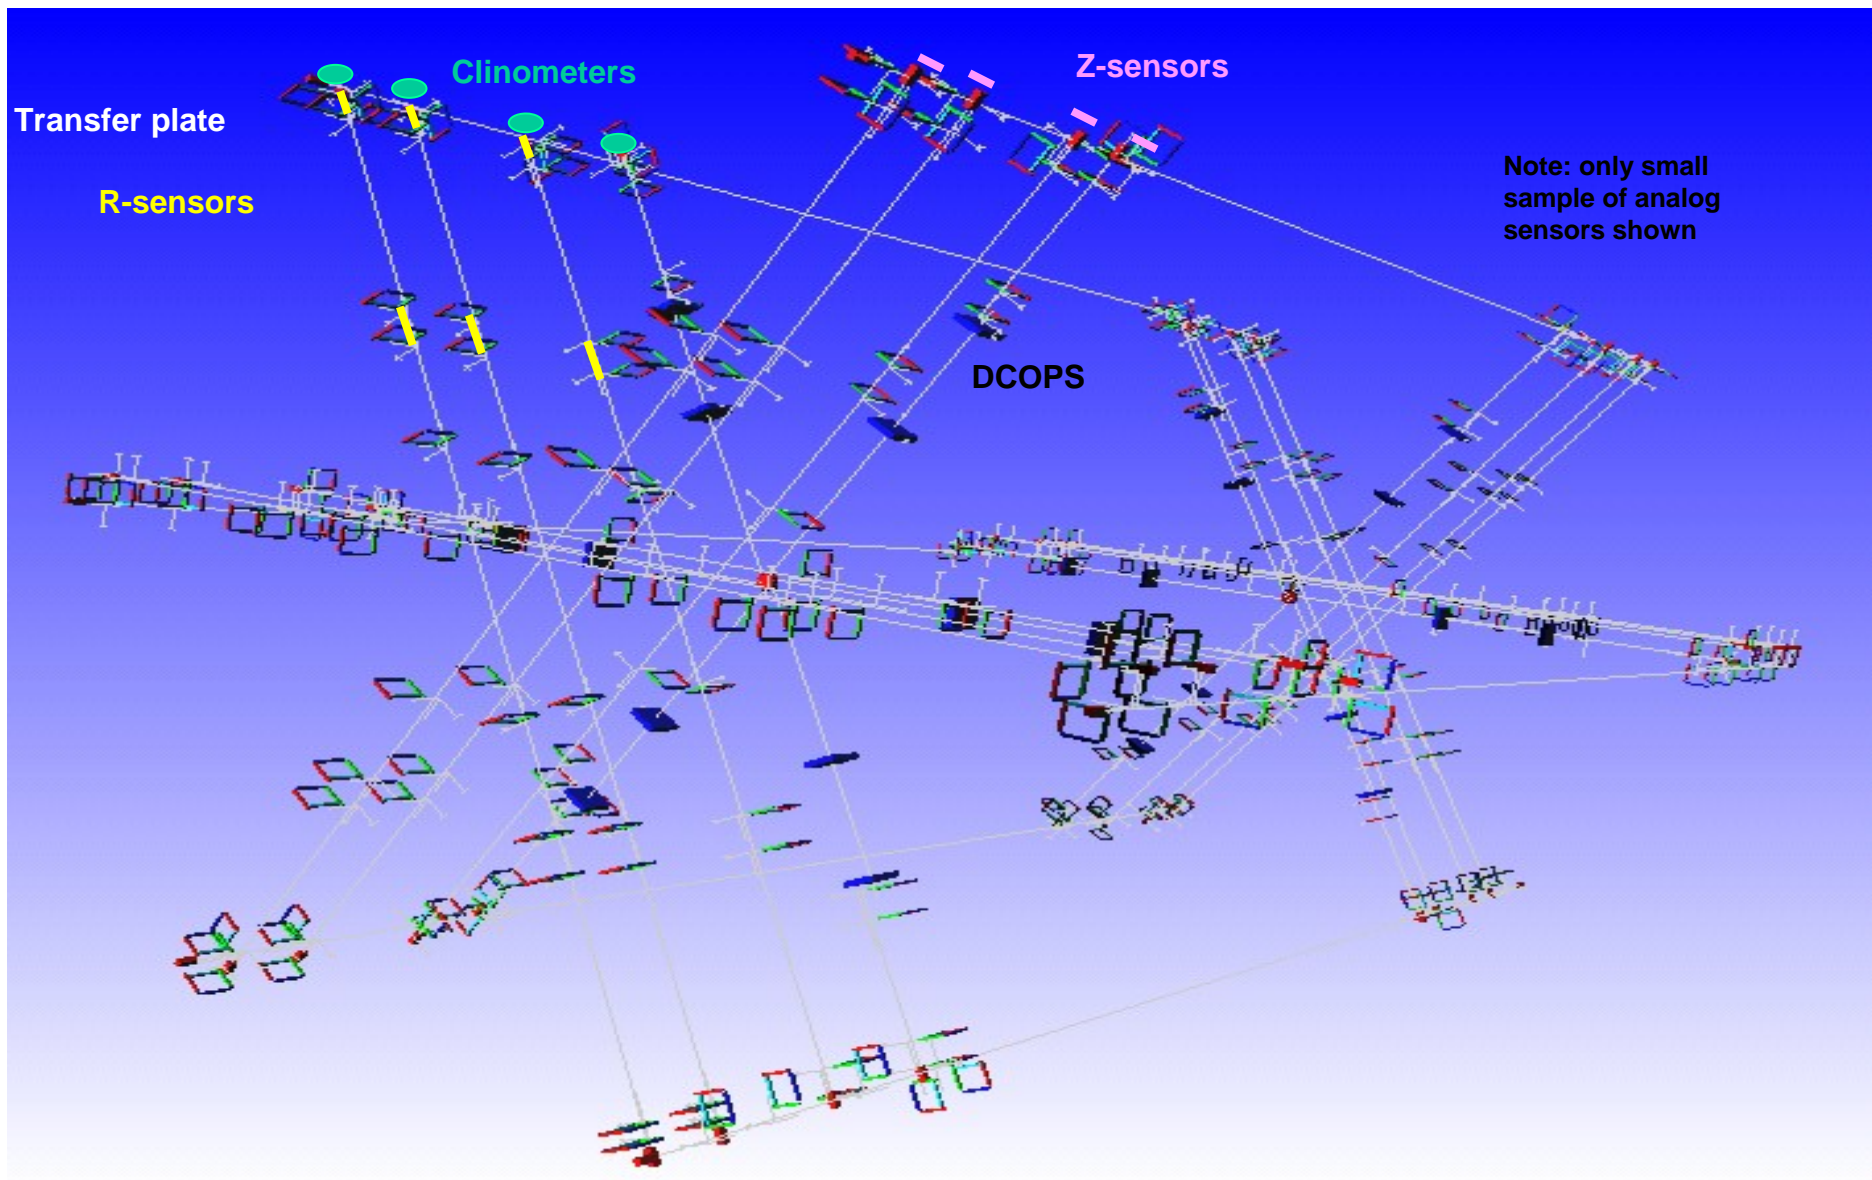 Clinometers
Z-sensors
Transfer plate
R-sensors
Note: only small
sample of analog
sensors shown
DCOPS